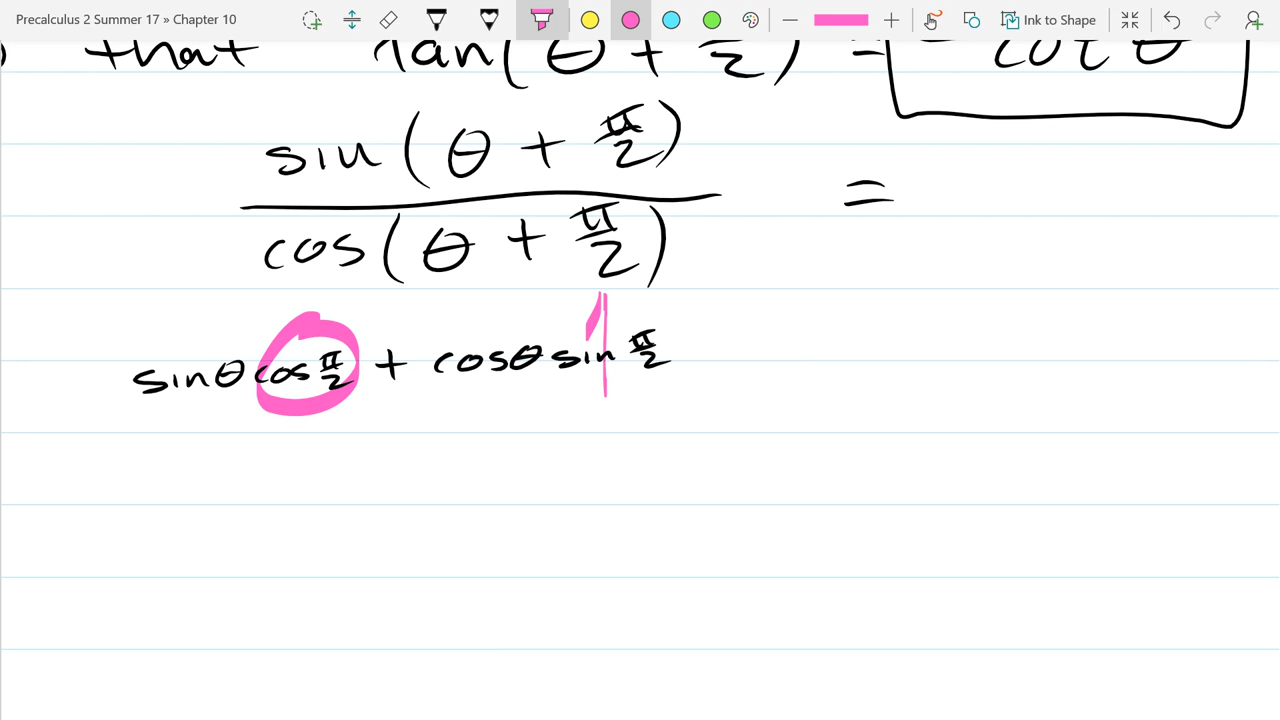 Precalculus 2 Summer 17 » Chapter 10 Ink to Shape
that tan(θ + π/2) = - cot θ
sin(θ + π/2)
=
cos(θ + π/2)
1
sinθ cos π/2 + cosθ sin π/2